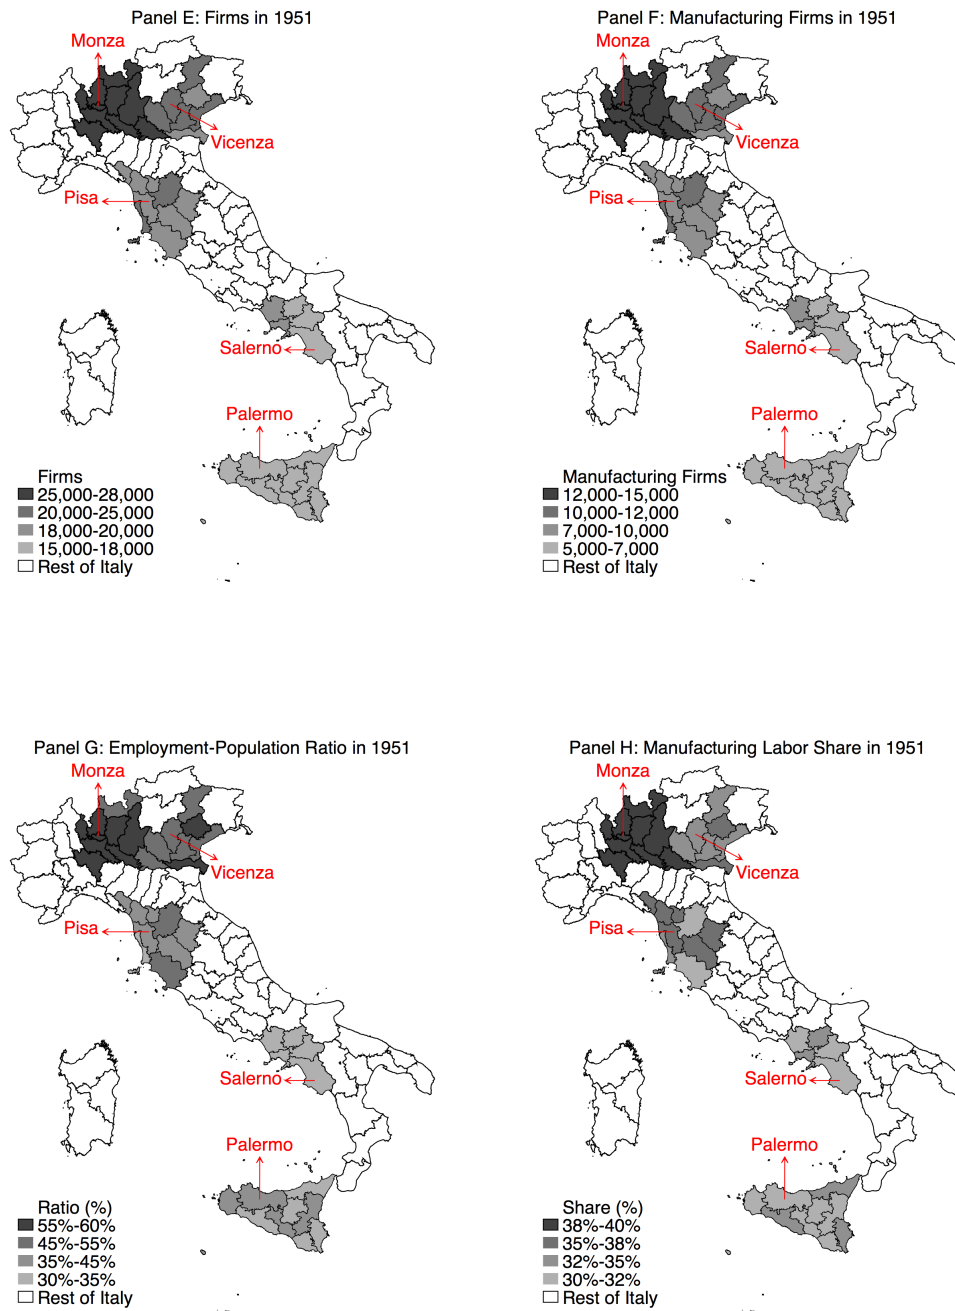 Panel E: Firms in 1951
Monza
Vicenza
Pisa
Salerno
Palermo
Firms
25,000-28,000
20,000-25,000
18,000-20,000
15,000-18,000
Rest of Italy
Panel F: Manufacturing Firms in 1951
Monza
Vicenza
Pisa
Salerno
Palermo
Manufacturing Firms
12,000-15,000
10,000-12,000
7,000-10,000
5,000-7,000
Rest of Italy
Panel G: Employment-Population Ratio in 1951
Monza
Vicenza
Pisa
Salerno
Palermo
Ratio (%)
55%-60%
45%-55%
35%-45%
30%-35%
Rest of Italy
Panel H: Manufacturing Labor Share in 1951
Monza
Vicenza
Pisa
Salerno
Palermo
Share (%)
38%-40%
35%-38%
32%-35%
30%-32%
Rest of Italy